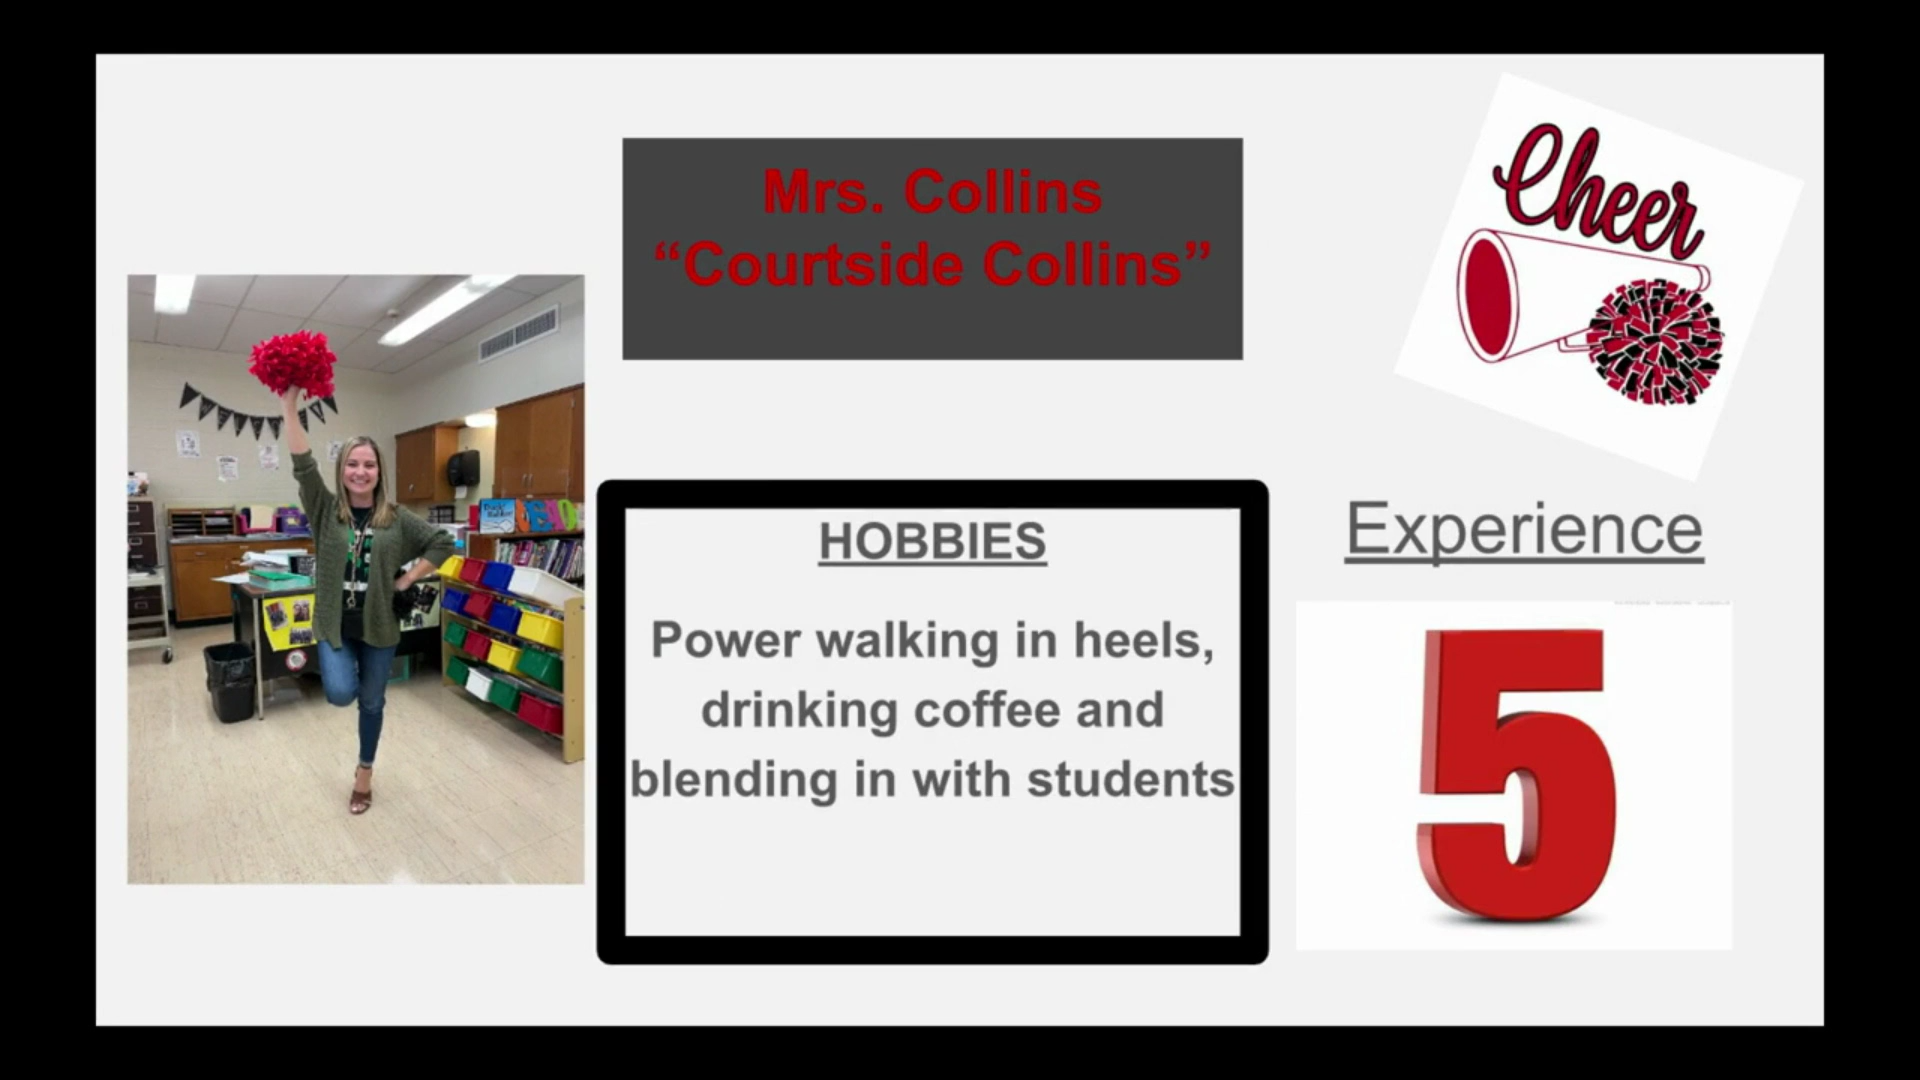 Mrs. Collins
“Courtside Collins”
Cheer
HOBBIES
Power walking in heels,
drinking coffee and
blending in with students
Experience
5